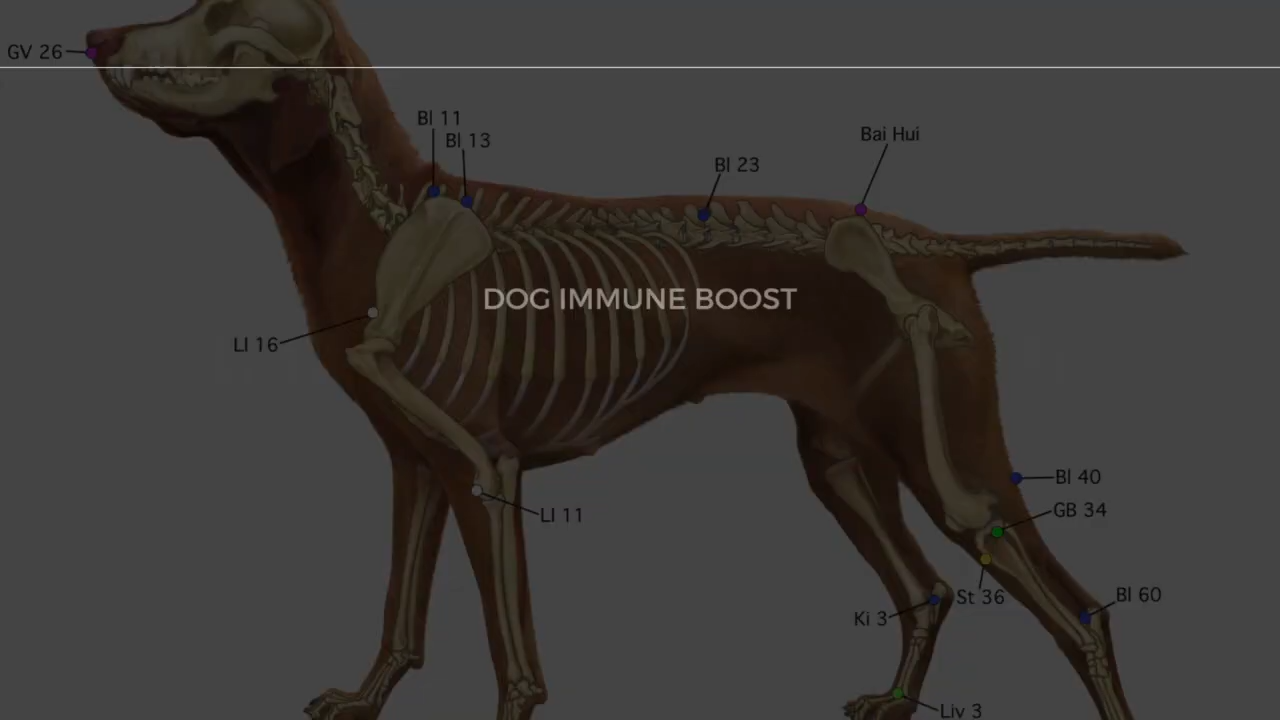 GV 26
Bl 11
Bl 13
Bai Hui
Bl 23
DOG IMMUNE BOOST
LI 16
Bl 40
GB 34
LI 11
Bl 60
St 36
Ki 3
Liv 3